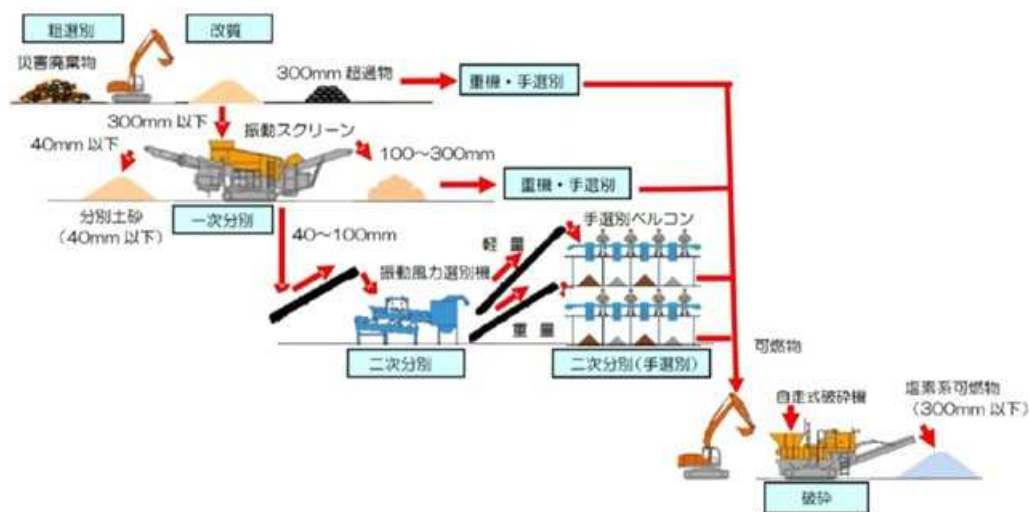 粗選別
改質
災害廃棄物
300mm 超過物
重機・手選別
300mm 以下
40mm 以下
振動スクリーン
100～300mm
重機・手選別
分別土砂
（40mm 以下）
一次分別
40～100mm
手選別ベルコン
軽 量
振動風力選別機
重 量
二次分別
二次分別(手選別)
可燃物
自走式破砕機
塩素系可燃物
（300mm 以下）
破砕